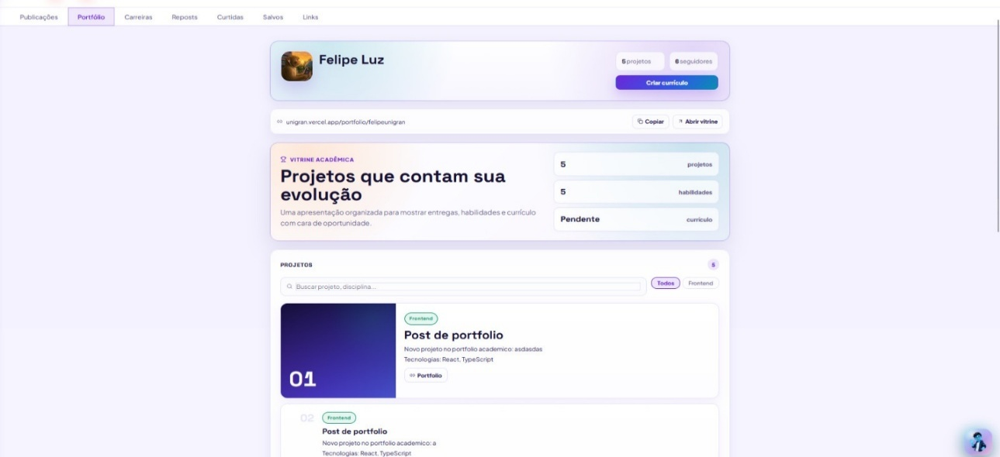 Publicações Portfólio Carreiras Reposts Curtidas Salvos Links
Felipe Luz
5 projetos 6 seguidores
Criar currículo
unigran.vercel.app/portfolio/felipeunigran Copiar Abrir vitrine
VITRINE ACADÊMICA
Projetos que contam sua
evolução
Uma apresentação organizada para mostrar entregas, habilidades e currículo
com cara de oportunidade.
5 projetos
5 habilidades
Pendente currículo
PROJETOS 5
Buscar projeto, disciplina... Todos Frontend
01
Frontend
Post de portfolio
Novo projeto no portfolio academico: asdasdas
Tecnologias: React, TypeScript
Portfolio
02 Frontend
Post de portfolio
Novo projeto no portfolio academico: a
Tecnologias: React, TypeScript